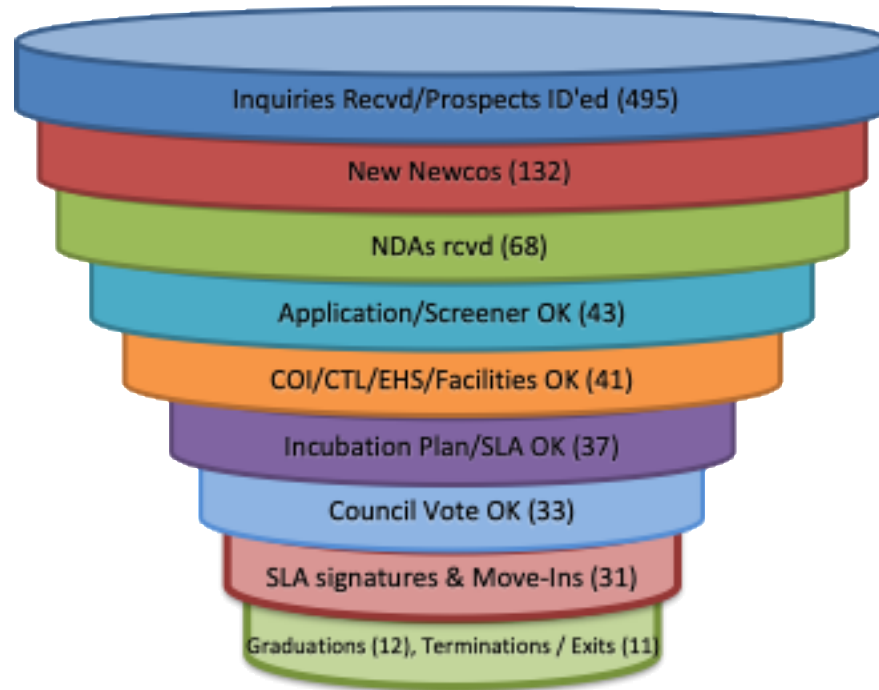 Inquiries Recvd/Prospects ID'ed (495)
New Newcos (132)
NDAs rcvd (68)
Application/Screener OK (43)
COI/CTL/EHS/Facilities OK (41)
Incubation Plan/SLA OK (37)
Council Vote OK (33)
SLA signatures & Move-Ins (31)
Graduations (12), Terminations / Exits (11)